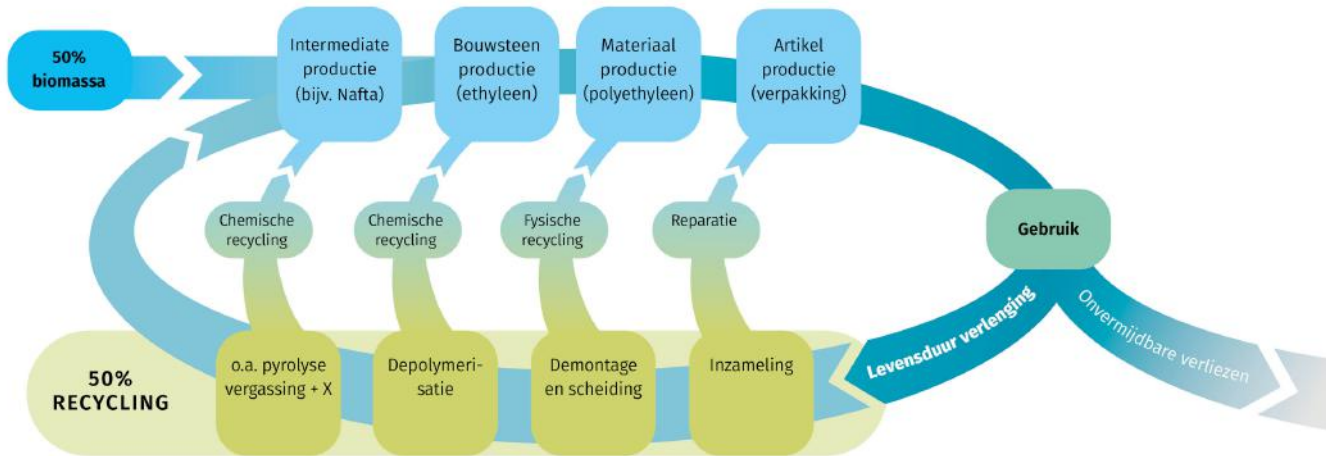 50%
biomassa
Intermediate
productie
(bijv. Nafta)
Bouwsteen
productie
(ethyleen)
Materiaal
productie
(polyethyleen)
Artikel
productie
(verpakking)
Chemische
recycling
Chemische
recycling
Fysische
recycling
Reparatie
Gebruik
Levensduur verlenging
Onvermijdbare verliezen
50%
RECYCLING
o.a. pyrolyse
vergassing + X
Depolymeri-
satie
Demontage
en scheiding
Inzameling